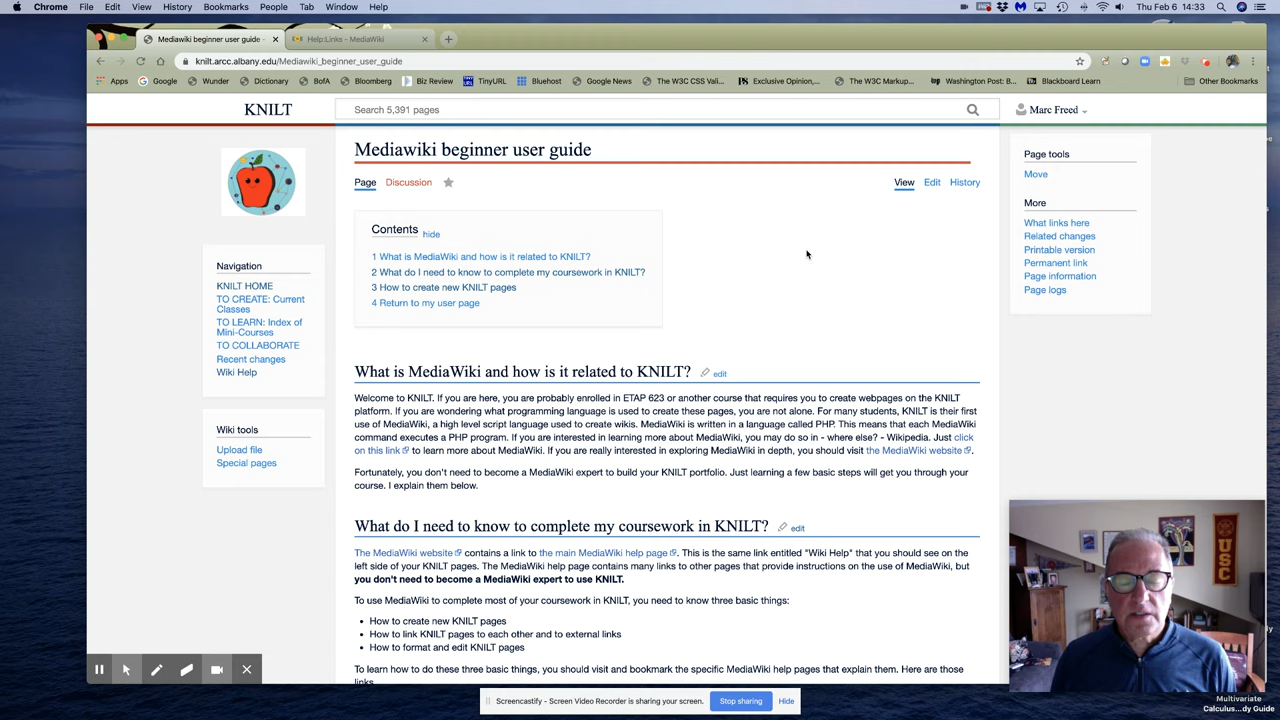 Chrome File Edit View History Bookmarks People Tab Window Help Thu Feb 6 14:33
Mediawiki beginner user guide Help:Links - MediaWiki
knilt.arcc.albany.edu/Mediawiki_beginner_user_guide
Apps Google Wunder Dictionary BofA Bloomberg Biz Review TinyURL Bluehost Google News The W3C CSS Vali... Exclusive Opinion,... The W3C Markup... Washington Post: B... Blackboard Learn Other Bookmarks
KNILT
Search 5,391 pages
Marc Freed
Mediawiki beginner user guide
Page Discussion View Edit History
Contents hide
1 What is MediaWiki and how is it related to KNILT?
2 What do I need to know to complete my coursework in KNILT?
3 How to create new KNILT pages
4 Return to my user page
Navigation
KNILT HOME
TO CREATE: Current
Classes
TO LEARN: Index of
Mini-Courses
TO COLLABORATE
Recent changes
Wiki Help
Wiki tools
Upload file
Special pages
Page tools
Move
More
What links here
Related changes
Printable version
Permanent link
Page information
Page logs
What is MediaWiki and how is it related to KNILT? edit
Welcome to KNILT. If you are here, you are probably enrolled in ETAP 623 or another course that requires you to create webpages on the KNILT
platform. If you are wondering what programming language is used to create these pages, you are not alone. For many students, KNILT is their first
use of MediaWiki, a high level script language used to create wikis. MediaWiki is written in a language called PHP. This means that each MediaWiki
command executes a PHP program. If you are interested in learning more about MediaWiki, you may do so in - where else? - Wikipedia. Just click
on this link to learn more about MediaWiki. If you are really interested in exploring MediaWiki in depth, you should visit the MediaWiki website.
Fortunately, you don't need to become a MediaWiki expert to build your KNILT portfolio. Just learning a few basic steps will get you through your
course. I explain them below.
What do I need to know to complete my coursework in KNILT? edit
The MediaWiki website contains a link to the main MediaWiki help page. This is the same link entitled "Wiki Help" that you should see on the
left side of your KNILT pages. The MediaWiki help page contains many links to other pages that provide instructions on the use of MediaWiki, but
you don't need to become a MediaWiki expert to use KNILT.
To use MediaWiki to complete most of your coursework in KNILT, you need to know three basic things:
• How to create new KNILT pages
• How to link KNILT pages to each other and to external links
• How to format and edit KNILT pages
To learn how to do these three basic things, you should visit and bookmark the specific MediaWiki help pages that explain them. Here are those
links.
Screencastify - Screen Video Recorder is sharing your screen. Stop sharing Hide
Multivariate
Calculus...dy Guide